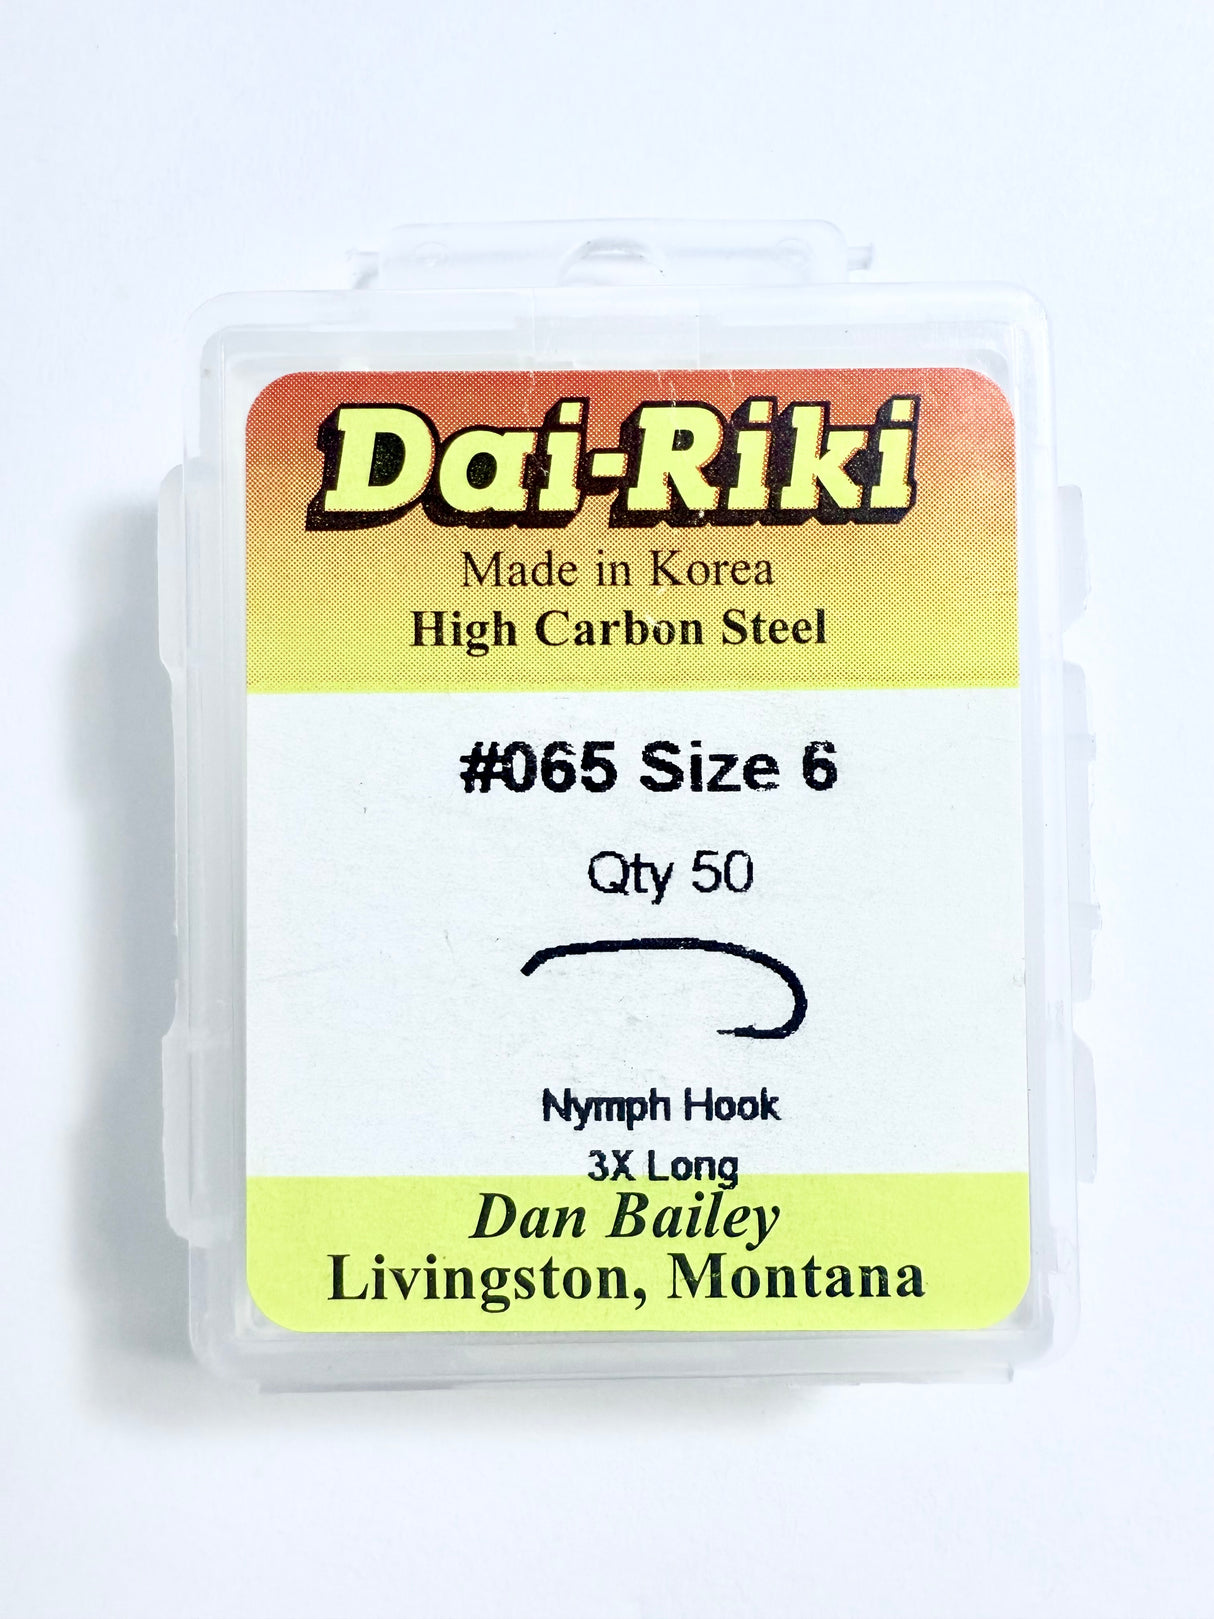 Dai-Riki
Made in Korea
High Carbon Steel
#065 Size 6
Qty 50
Nymph Hook
3X Long
Dan Bailey
Livingston, Montana